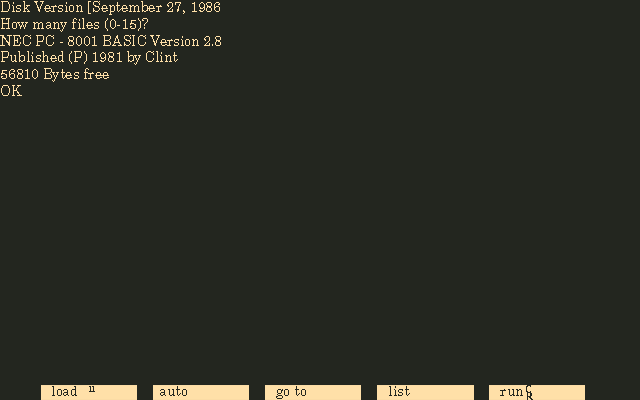 Disk Version [September 27, 1986
How many files (0-15)?
NEC PC - 8001 BASIC Version 2.8
Published (P) 1981 by Clint
56810 Bytes free
OK
load " auto go to list run